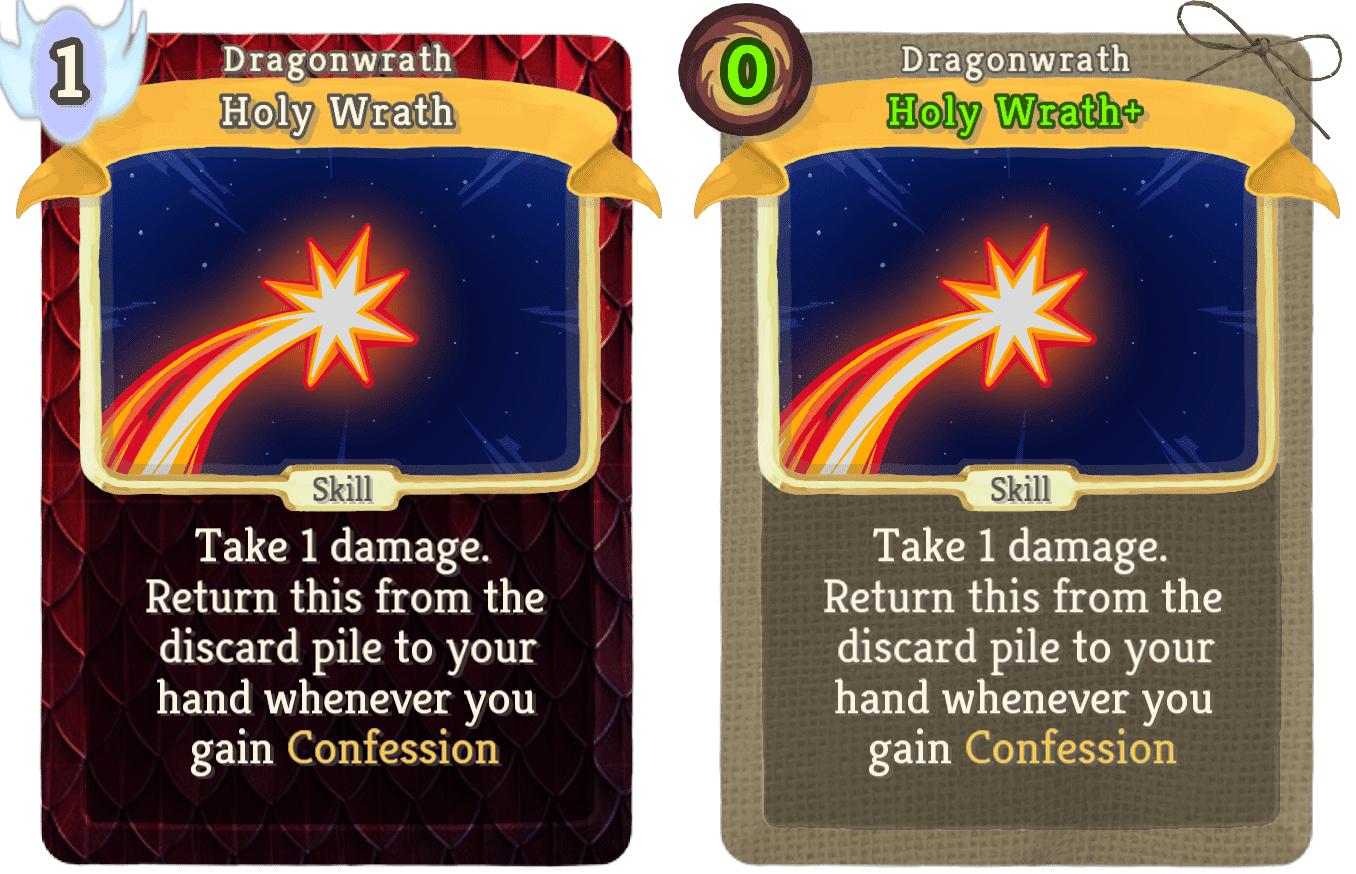 1
Dragonwrath
Holy Wrath
Skill
Take 1 damage.
Return this from the
discard pile to your
hand whenever you
gain Confession
0
Dragonwrath
Holy Wrath+
Skill
Take 1 damage.
Return this from the
discard pile to your
hand whenever you
gain Confession